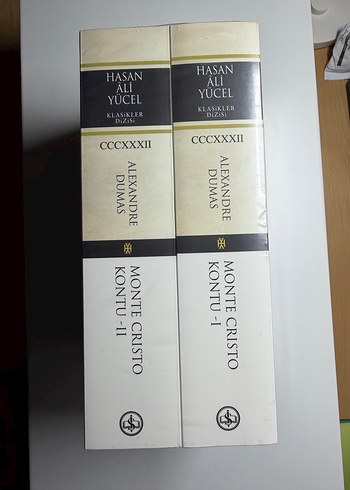 HASAN
ÂLİ
YÜCEL
KLASİKLER
DİZİSİ
CCCXXXII
ALEXANDRE
DUMAS
MONTE CRISTO
KONTU -II
HASAN
ÂLİ
YÜCEL
KLASİKLER
DİZİSİ
CCCXXXII
ALEXANDRE
DUMAS
MONTE CRISTO
KONTU -I